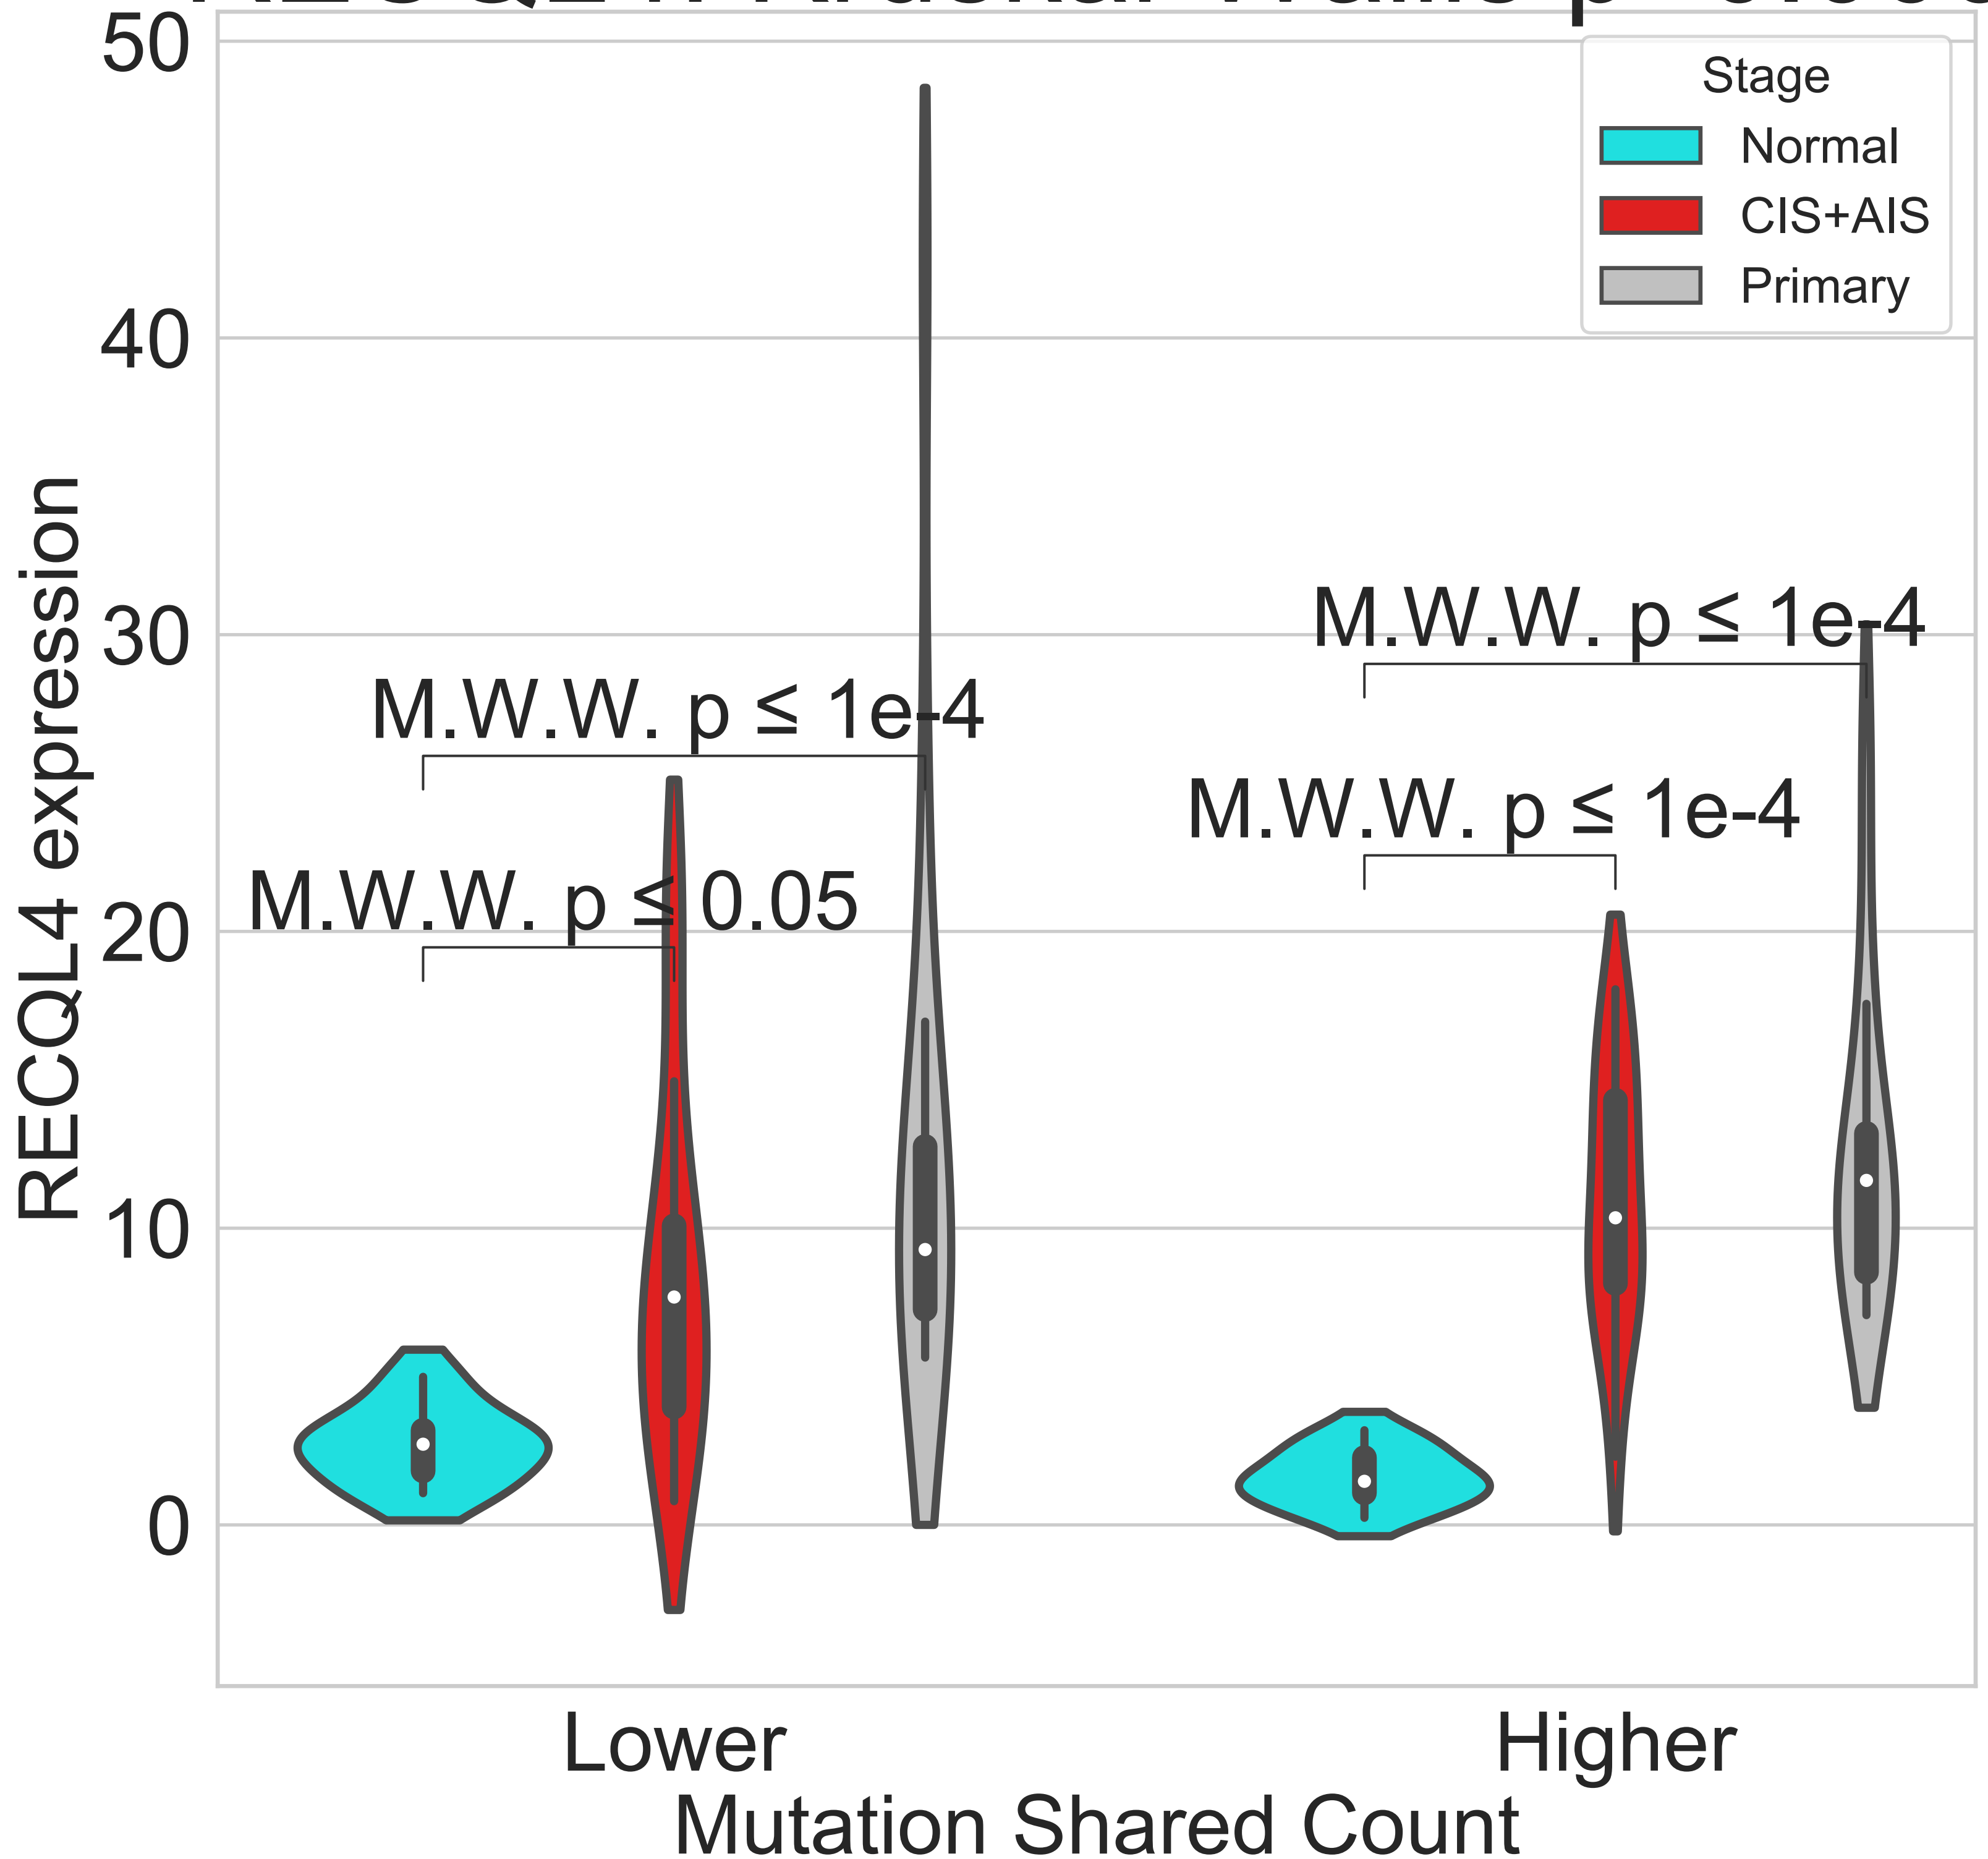 50
Stage
Normal
CIS+AIS
Primary
40
30
20
10
0
RECQL4 expression
M.W.W. p ≤ 1e-4
M.W.W. p ≤ 1e-4
M.W.W. p ≤ 1e-4
M.W.W. p ≤ 0.05
Lower
Higher
Mutation Shared Count